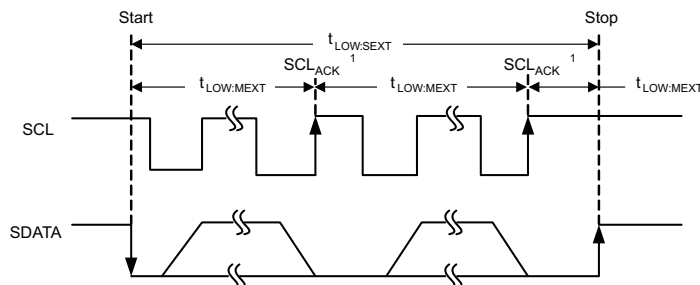 Start Stop
tLOW:SEXT
SCLACK 1 SCLACK 1
tLOW:MEXT tLOW:MEXT tLOW:MEXT
SCL
SDATA